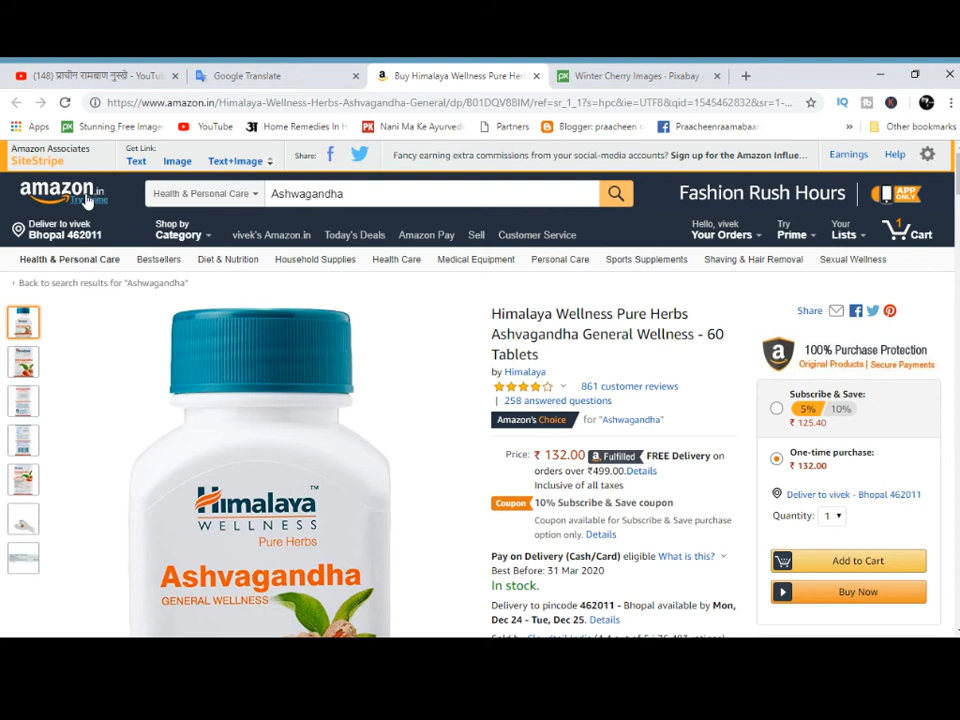 (148) प्राचीन रामबाण नुस्खें - YouTub
Google Translate
Buy Himalaya Wellness Pure Her
Winter Cherry Images - Pixabay -
https://www.amazon.in/Himalaya-Wellness-Herbs-Ashvagandha-General/dp/B01DQV8BIM/ref=sr_1_1?s=hpc&ie=UTF8&qid=1545462832&sr=1-...
Apps
Stunning Free Image
YouTube
Home Remedies In H
Nani Ma Ke Ayurvedi
Partners
Blogger: praacheen r
Praacheenraamabaan
Other bookmarks
Amazon Associates
SiteStripe
Get Link:
Text Image Text+Image
Share:
Fancy earning extra commissions from your social-media accounts? Sign up for the Amazon Influe...
Earnings Help
amazon.in
Try Prime
Health & Personal Care
Ashwagandha
Fashion Rush Hours
APP ONLY
Deliver to vivek
Bhopal 462011
Shop by
Category
vivek's Amazon.in Today's Deals Amazon Pay Sell Customer Service
Hello, vivek
Your Orders
Try
Prime
Your
Lists
1
Cart
Health & Personal Care Bestsellers Diet & Nutrition Household Supplies Health Care Medical Equipment Personal Care Sports Supplements Shaving & Hair Removal Sexual Wellness
‹ Back to search results for "Ashwagandha"
Himalaya™
WELLNESS
Pure Herbs
Ashvagandha
GENERAL WELLNESS
Himalaya Wellness Pure Herbs
Ashvagandha General Wellness - 60
Tablets
by Himalaya
861 customer reviews
| 258 answered questions
Amazon's Choice for "Ashwagandha"
Price: ₹ 132.00 Fulfilled FREE Delivery on
orders over ₹499.00.Details
Inclusive of all taxes
Coupon 10% Subscribe & Save coupon
Coupon available for Subscribe & Save purchase
option only. Details
Pay on Delivery (Cash/Card) eligible What is this?
Best Before: 31 Mar 2020
In stock.
Delivery to pincode 462011 - Bhopal available by Mon,
Dec 24 - Tue, Dec 25. Details
Share
100% Purchase Protection
Original Products | Secure Payments
Subscribe & Save:
5% 10%
₹ 125.40
One-time purchase:
₹ 132.00
Deliver to vivek - Bhopal 462011
Quantity: 1
Add to Cart
Buy Now